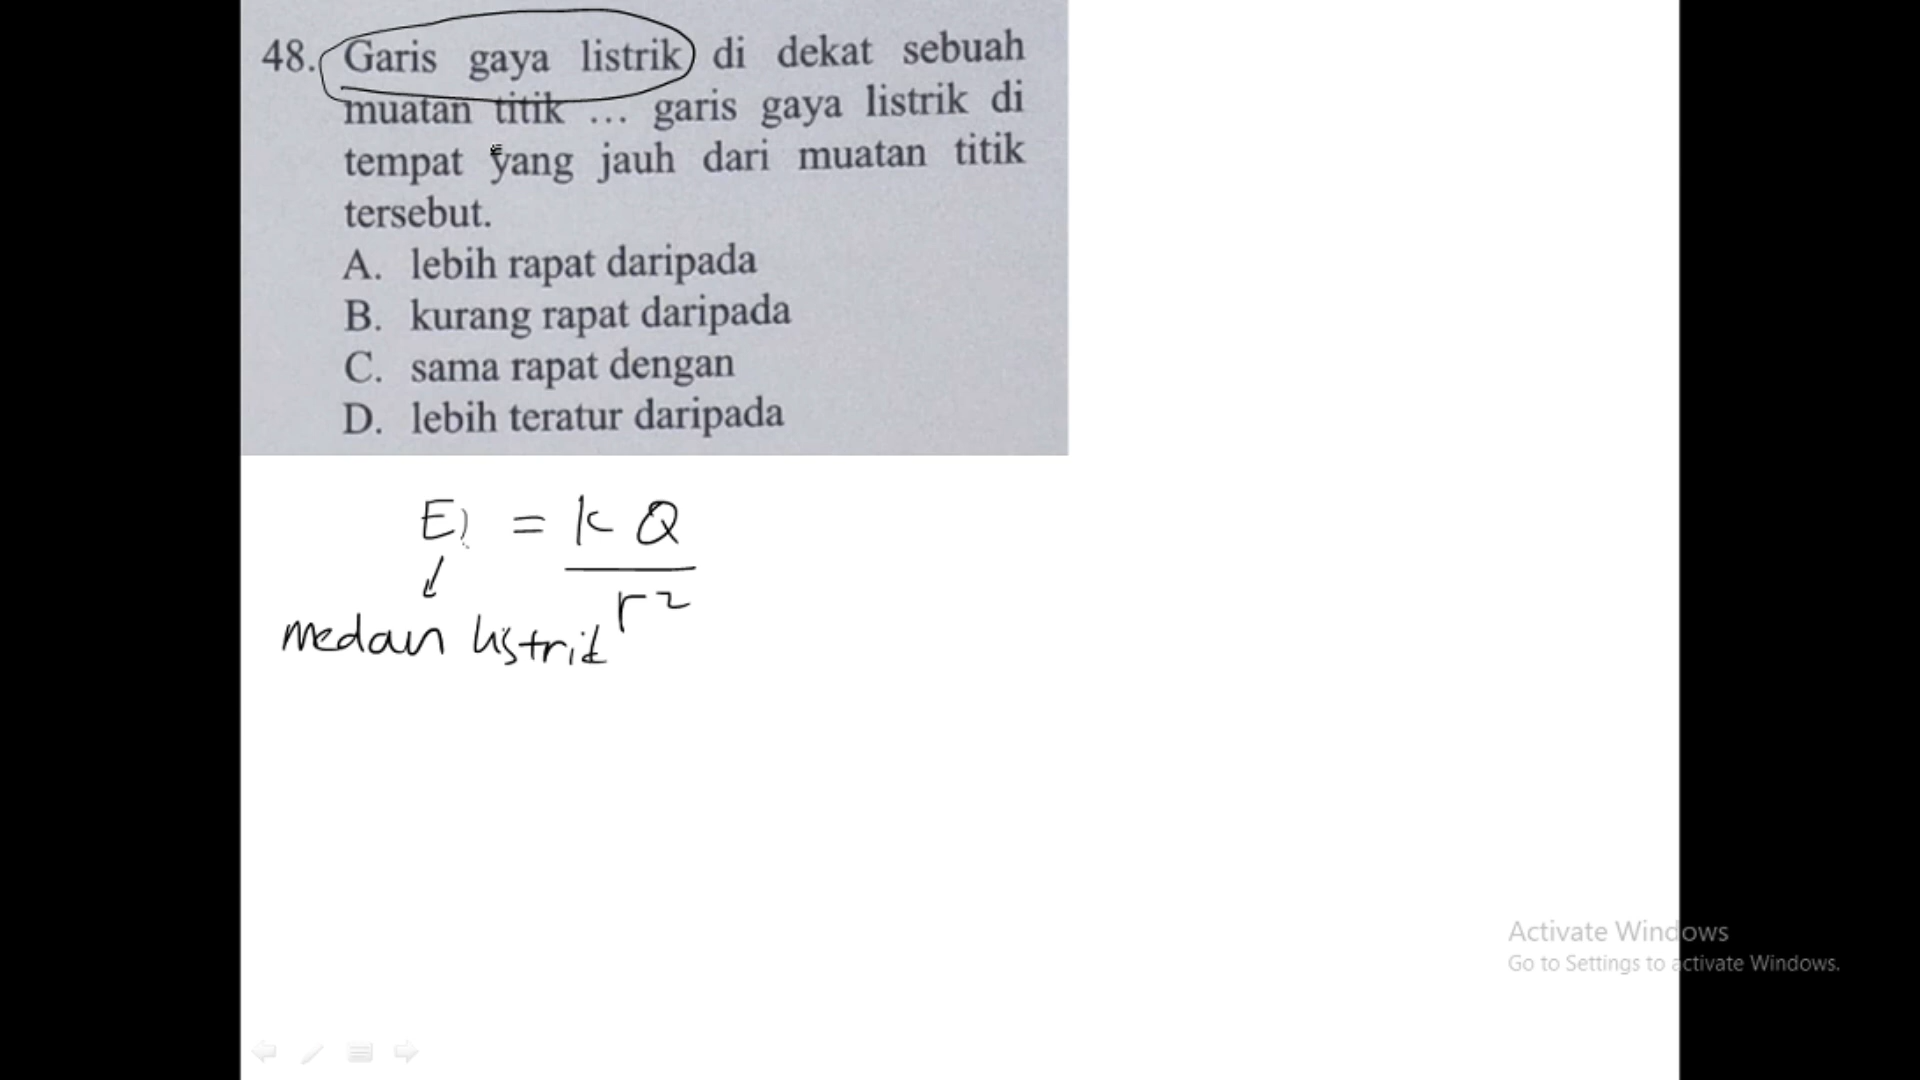 48. Garis gaya listrik di dekat sebuah
muatan titik ... garis gaya listrik di
tempat yang jauh dari muatan titik
tersebut.
A. lebih rapat daripada
B. kurang rapat daripada
C. sama rapat dengan
D. lebih teratur daripada
E = k Q
r²
medan listrik
Activate Windows
Go to Settings to activate Windows.